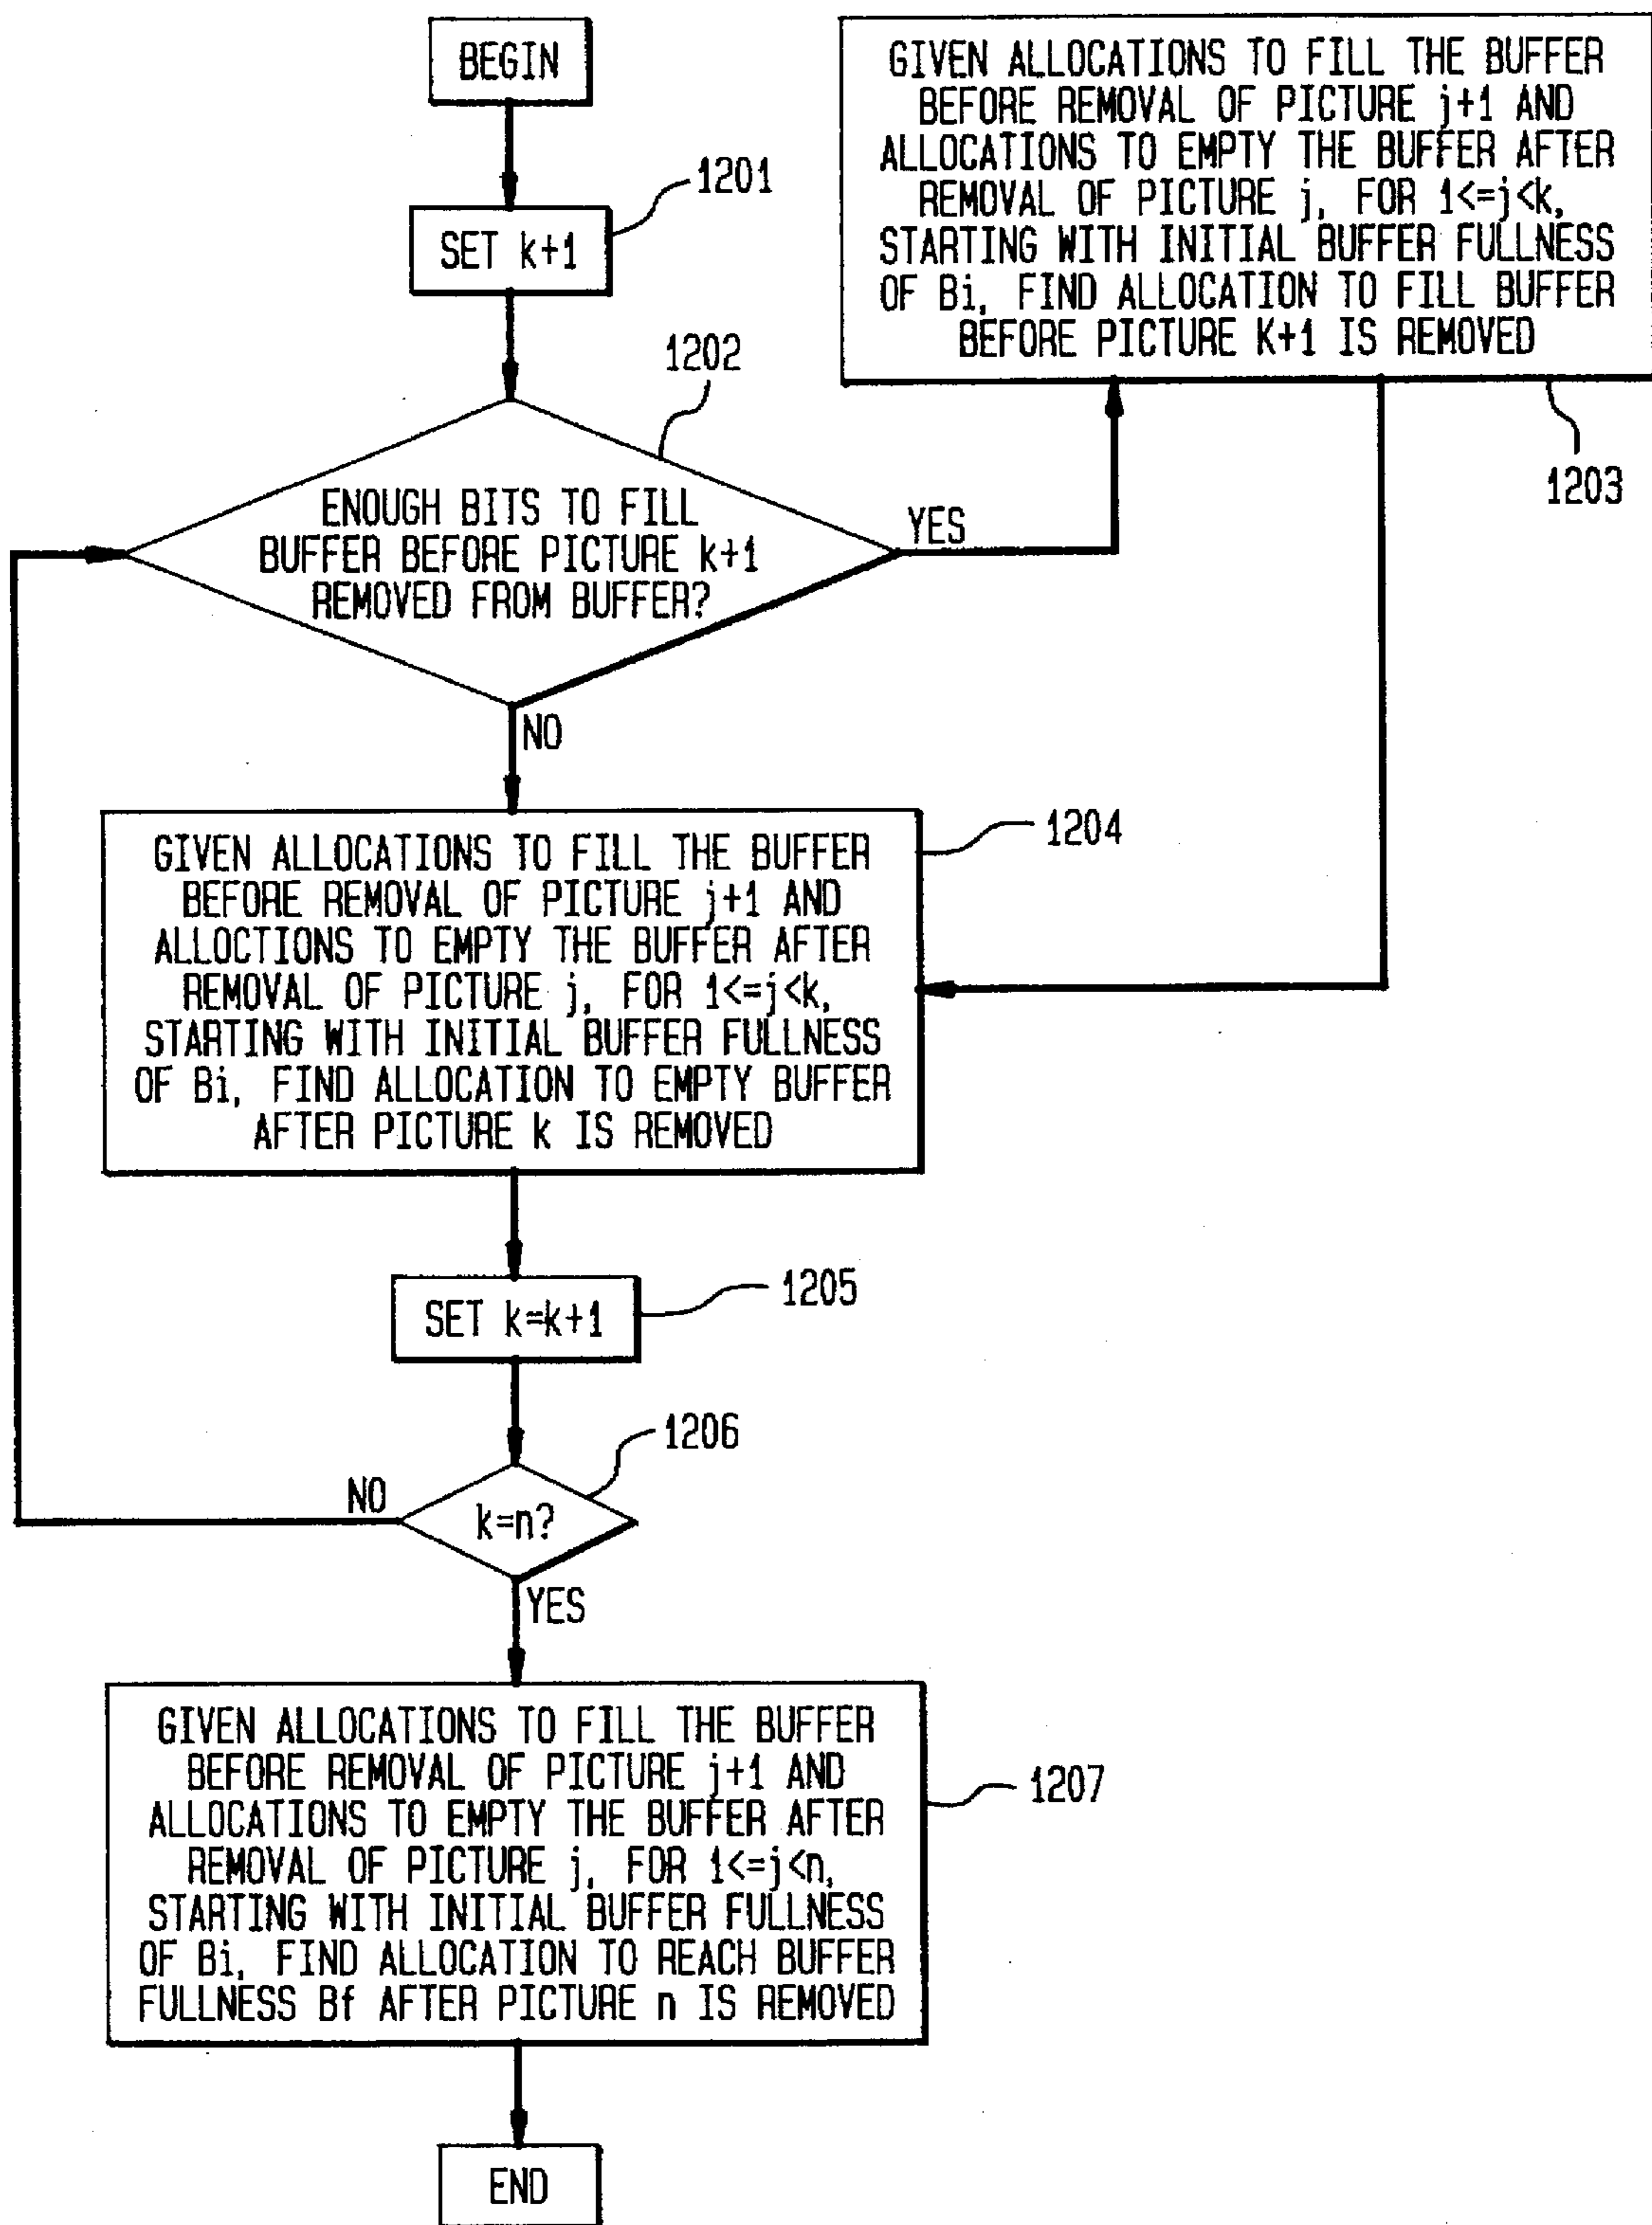 BEGIN
1201
SET k+1
1202
ENOUGH BITS TO FILL
BUFFER BEFORE PICTURE k+1
REMOVED FROM BUFFER?
YES
NO
GIVEN ALLOCATIONS TO FILL THE BUFFER
BEFORE REMOVAL OF PICTURE j+1 AND
ALLOCATIONS TO EMPTY THE BUFFER AFTER
REMOVAL OF PICTURE j, FOR 1<=j<k,
STARTING WITH INITIAL BUFFER FULLNESS
OF Bi, FIND ALLOCATION TO FILL BUFFER
BEFORE PICTURE K+1 IS REMOVED
1203
GIVEN ALLOCATIONS TO FILL THE BUFFER
BEFORE REMOVAL OF PICTURE j+1 AND
ALLOCTIONS TO EMPTY THE BUFFER AFTER
REMOVAL OF PICTURE j, FOR 1<=j<k,
STARTING WITH INITIAL BUFFER FULLNESS
OF Bi, FIND ALLOCATION TO EMPTY BUFFER
AFTER PICTURE k IS REMOVED
1204
SET k=k+1
1205
1206
k=n?
NO
YES
GIVEN ALLOCATIONS TO FILL THE BUFFER
BEFORE REMOVAL OF PICTURE j+1 AND
ALLOCATIONS TO EMPTY THE BUFFER AFTER
REMOVAL OF PICTURE j, FOR 1<=j<n,
STARTING WITH INITIAL BUFFER FULLNESS
OF Bi, FIND ALLOCATION TO REACH BUFFER
FULLNESS Bf AFTER PICTURE n IS REMOVED
1207
END